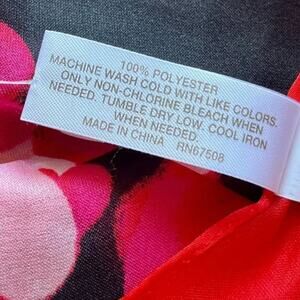 100% POLYESTER
MACHINE WASH COLD WITH LIKE COLORS.
ONLY NON-CHLORINE BLEACH WHEN
NEEDED. TUMBLE DRY LOW. COOL IRON
WHEN NEEDED.
MADE IN CHINA RN67508